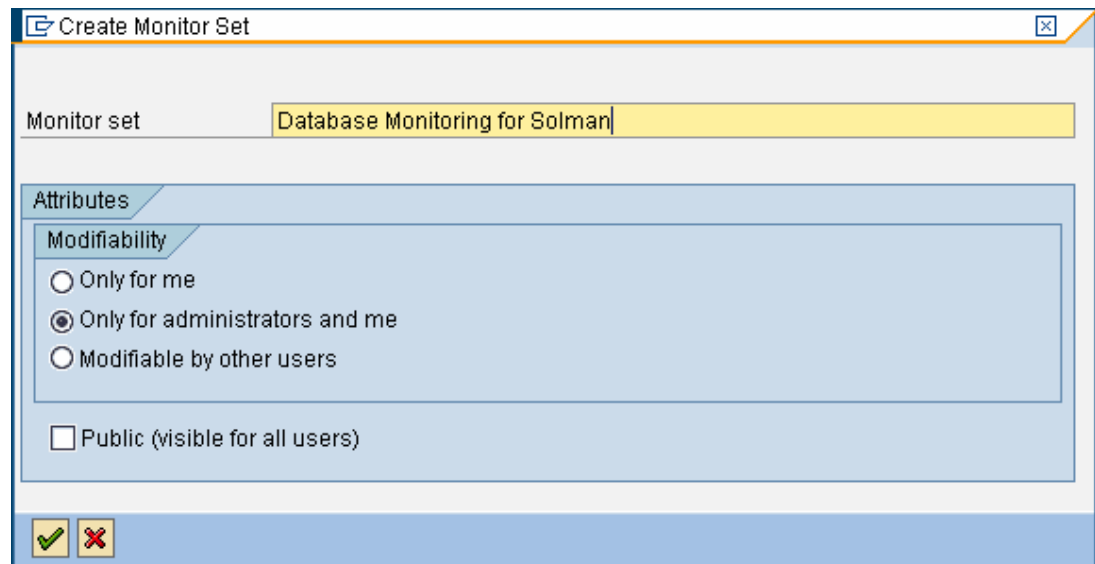 Create Monitor Set
Monitor set
Database Monitoring for Solman
Attributes
Modifiability
Only for me
Only for administrators and me
Modifiable by other users
Public (visible for all users)